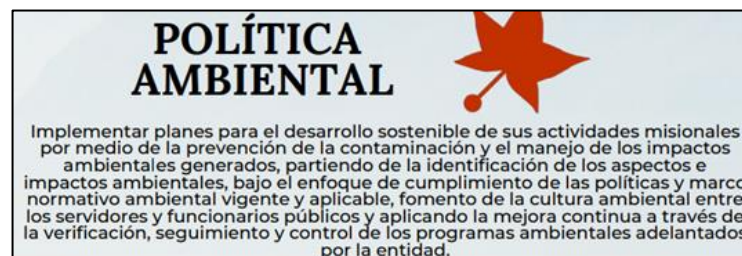 POLÍTICA
AMBIENTAL
Implementar planes para el desarrollo sostenible de sus actividades misionales
por medio de la prevención de la contaminación y el manejo de los impactos
ambientales generados, partiendo de la identificación de los aspectos e
impactos ambientales, bajo el enfoque de cumplimiento de las políticas y marco
normativo ambiental vigente y aplicable, fomento de la cultura ambiental entre
los servidores y funcionarios públicos y aplicando la mejora continua a través de
la verificación, seguimiento y control de los programas ambientales adelantados
por la entidad.